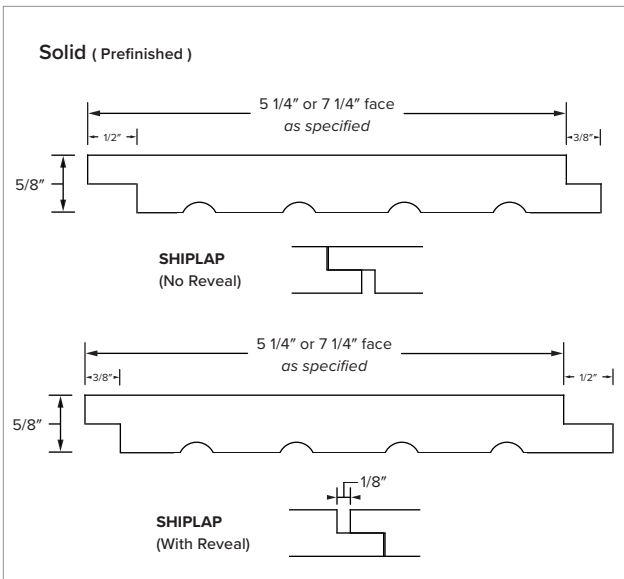 Solid ( Prefinished )
5 1/4″ or 7 1/4″ face
as specified
1/2″
3/8″
5/8″
SHIPLAP
(No Reveal)
5 1/4″ or 7 1/4″ face
as specified
3/8″
1/2″
5/8″
1/8″
SHIPLAP
(With Reveal)